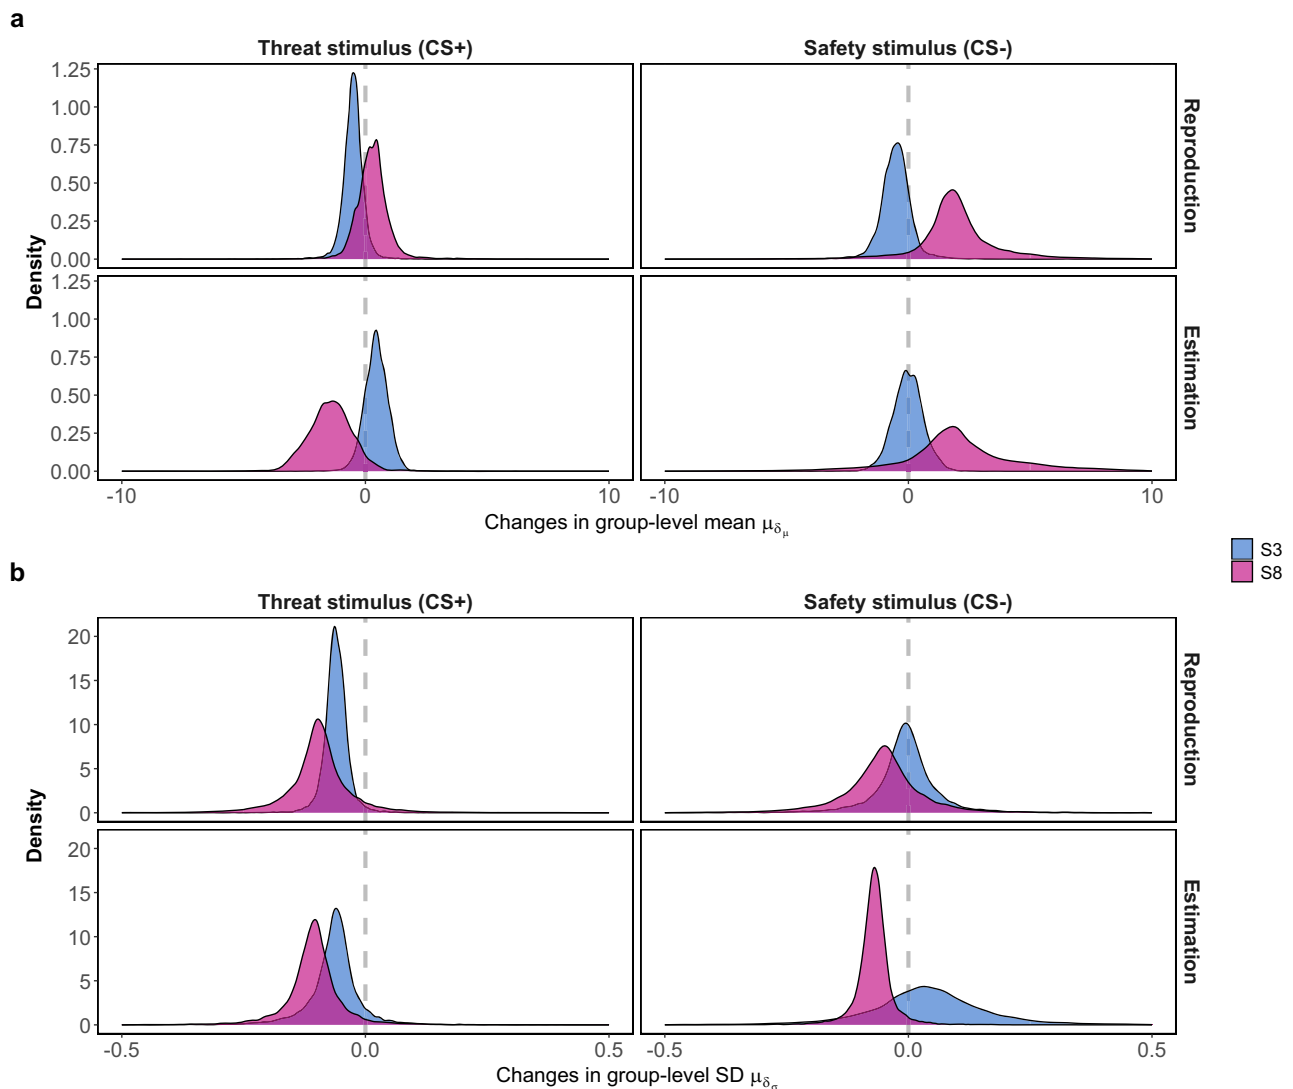 a
Threat stimulus (CS+)
Safety stimulus (CS-)
1.25
1.00
0.75
0.50
0.25
0.00
Reproduction
1.25
1.00
0.75
0.50
0.25
0.00
Estimation
Density
-10
0
10
-10
0
10
Changes in group-level mean μδμ
S3
S8
b
Threat stimulus (CS+)
Safety stimulus (CS-)
20
15
10
5
0
Reproduction
20
15
10
5
0
Estimation
Density
-0.5
0.0
0.5
-0.5
0.0
0.5
Changes in group-level SD μδσ